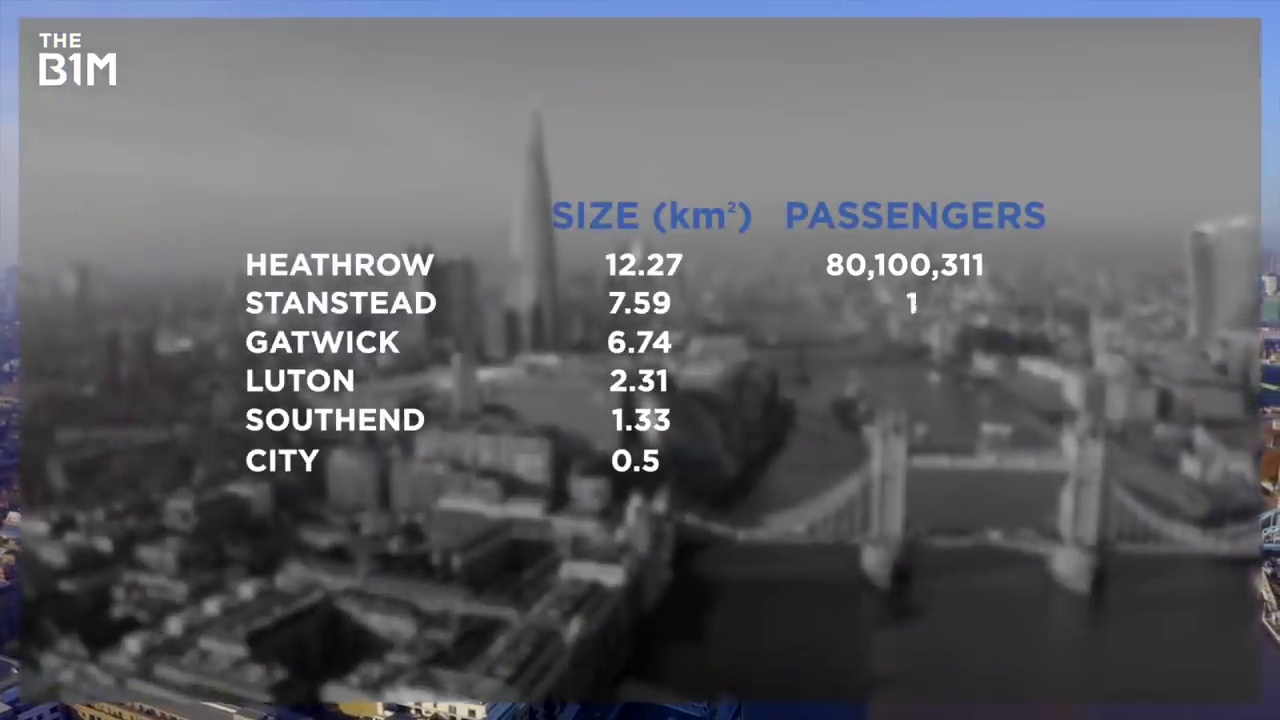 THE
B1M
SIZE (km²) PASSENGERS
HEATHROW 12.27 80,100,311
STANSTEAD 7.59 1
GATWICK 6.74
LUTON 2.31
SOUTHEND 1.33
CITY 0.5